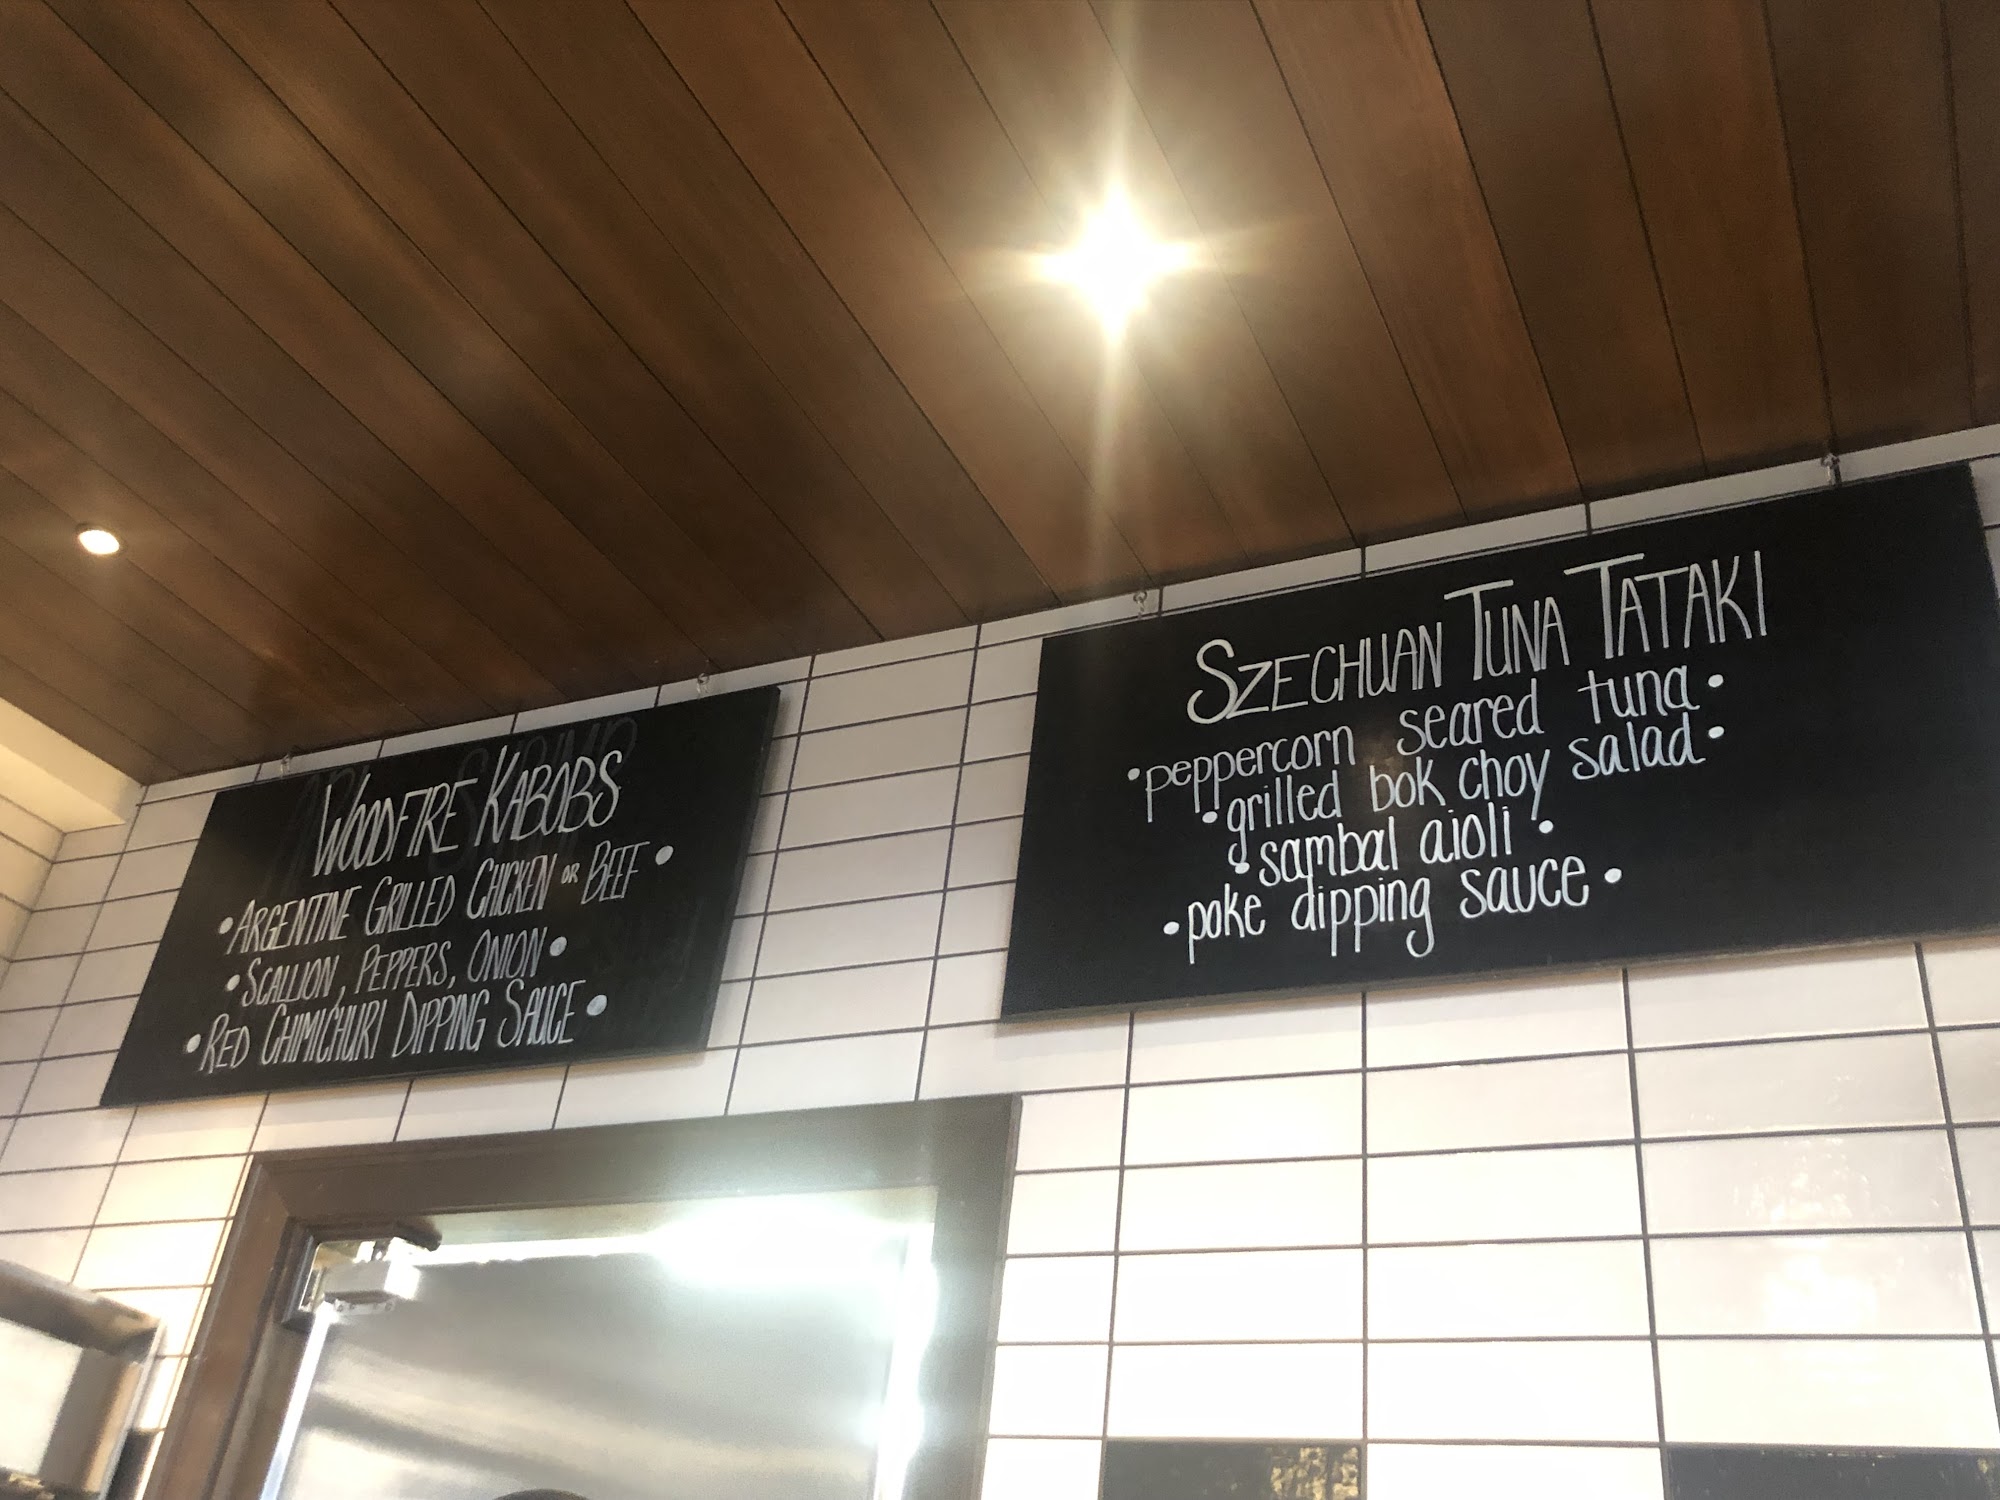 WOODFIRE KABOBS
• ARGENTINE GRILLED CHICKEN OR BEEF •
• SCALLION, PEPPERS, ONION •
• RED CHIMICHURI DIPPING SAUCE •
SZECHUAN TUNA TATAKI
• peppercorn seared tuna •
• grilled bok choy salad •
• sambal aioli •
• poke dipping sauce •